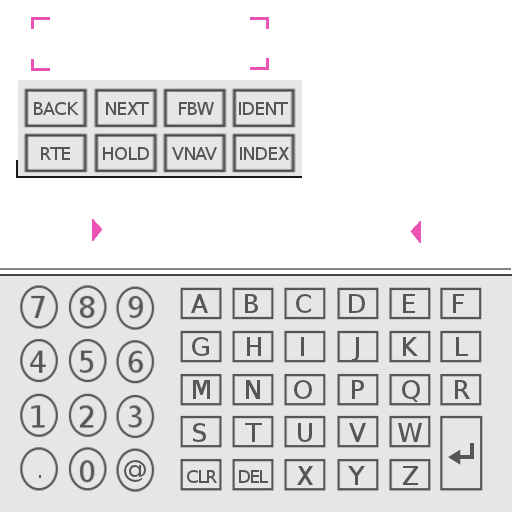 BACK NEXT FBW IDENT
RTE HOLD VNAV INDEX
7 8 9 A B C D E F
4 5 6 G H I J K L
1 2 3 M N O P Q R
. 0 @ S T U V W
CLR DEL X Y Z